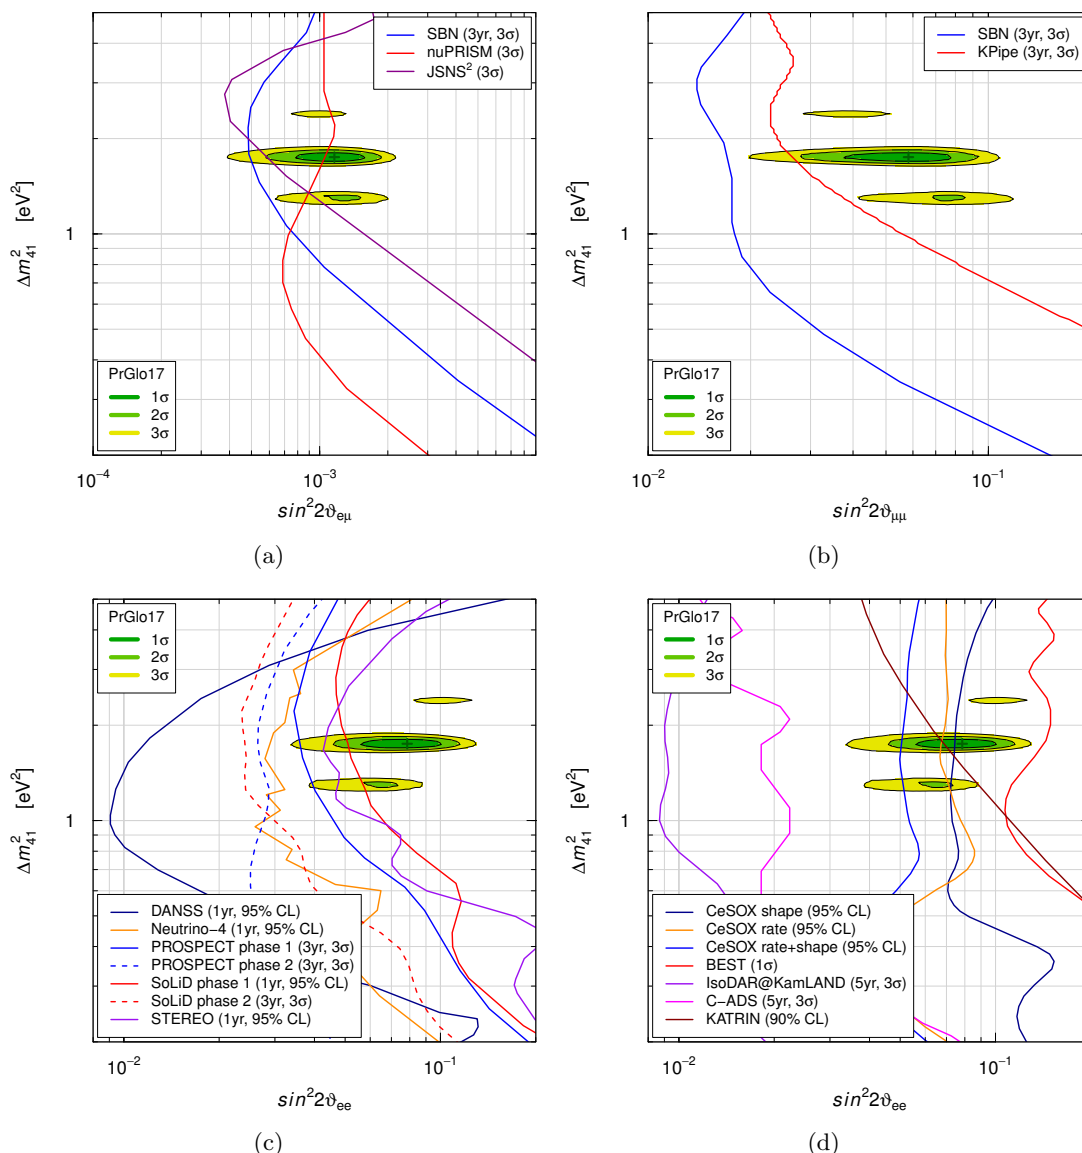 SBN (3yr, 3σ)
nuPRISM (3σ)
JSNS² (3σ)
Δm²₄₁ [eV²]
1
PrGlo17
1σ
2σ
3σ
10⁻⁴
10⁻³
sin²2ϑeμ
(a)
SBN (3yr, 3σ)
KPipe (3yr, 3σ)
Δm²₄₁ [eV²]
1
PrGlo17
1σ
2σ
3σ
10⁻²
10⁻¹
sin²2ϑμμ
(b)
PrGlo17
1σ
2σ
3σ
Δm²₄₁ [eV²]
1
DANSS (1yr, 95% CL)
Neutrino−4 (1yr, 95% CL)
PROSPECT phase 1 (3yr, 3σ)
PROSPECT phase 2 (3yr, 3σ)
SoLiD phase 1 (1yr, 95% CL)
SoLiD phase 2 (3yr, 3σ)
STEREO (1yr, 95% CL)
10⁻²
10⁻¹
sin²2ϑee
(c)
PrGlo17
1σ
2σ
3σ
Δm²₄₁ [eV²]
1
CeSOX shape (95% CL)
CeSOX rate (95% CL)
CeSOX rate+shape (95% CL)
BEST (1σ)
IsoDAR@KamLAND (5yr, 3σ)
C−ADS (5yr, 3σ)
KATRIN (90% CL)
10⁻²
10⁻¹
sin²2ϑee
(d)